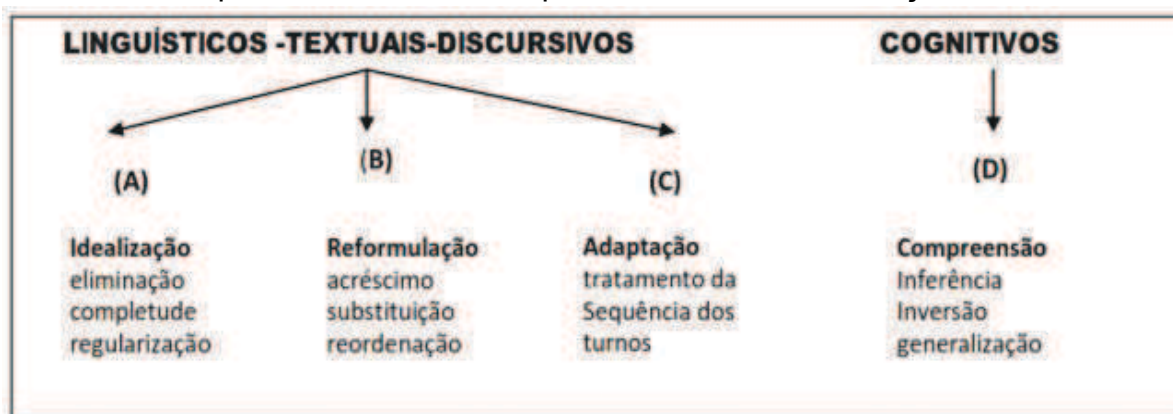 LINGUÍSTICOS -TEXTUAIS-DISCURSIVOS
COGNITIVOS
(A)
(B)
(C)
(D)
Idealização
eliminação
completude
regularização
Reformulação
acréscimo
substituição
reordenação
Adaptação
tratamento da
Sequência dos
turnos
Compreensão
Inferência
Inversão
generalização